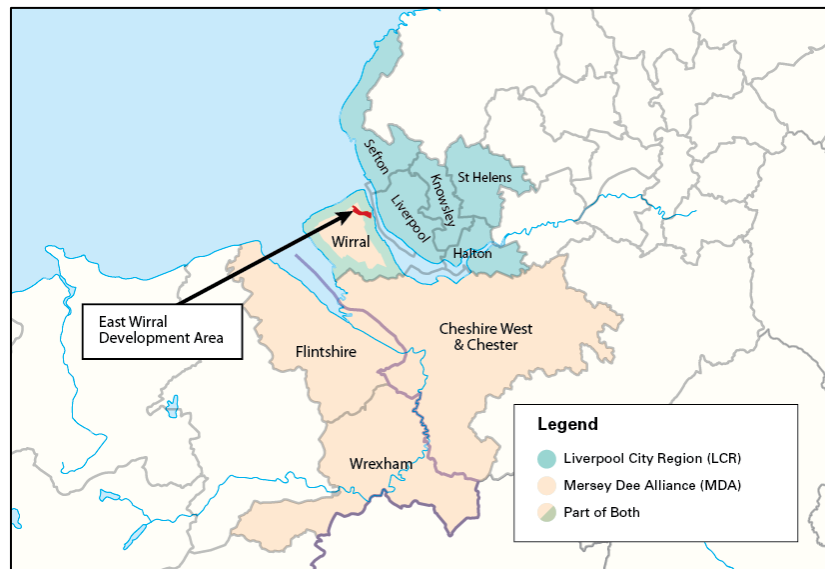 Sefton
Knowsley
St Helens
Liverpool
Wirral
Halton
East Wirral
Development Area
Cheshire West
& Chester
Flintshire
Wrexham
Legend
Liverpool City Region (LCR)
Mersey Dee Alliance (MDA)
Part of Both